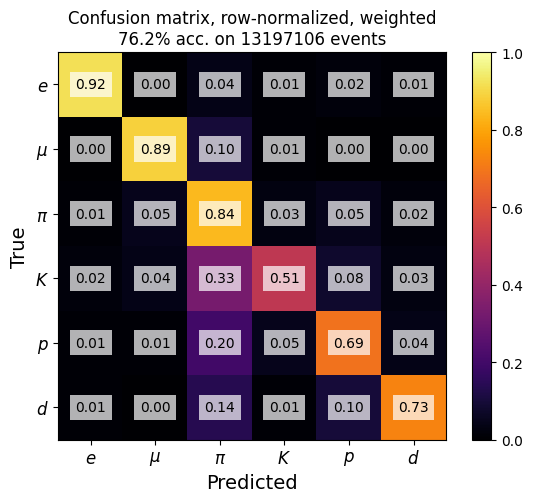 Confusion matrix, row-normalized, weighted
76.2% acc. on 13197106 events
e 0.92 0.00 0.04 0.01 0.02 0.01
μ 0.00 0.89 0.10 0.01 0.00 0.00
π 0.01 0.05 0.84 0.03 0.05 0.02
K 0.02 0.04 0.33 0.51 0.08 0.03
p 0.01 0.01 0.20 0.05 0.69 0.04
d 0.01 0.00 0.14 0.01 0.10 0.73
e μ π K p d
True
Predicted
1.0
0.8
0.6
0.4
0.2
0.0